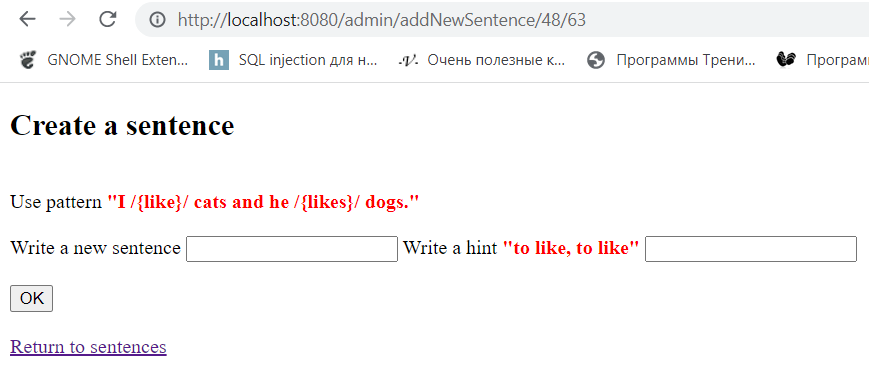 http://localhost:8080/admin/addNewSentence/48/63
GNOME Shell Exten... SQL injection для н... Очень полезные к... Программы Трени... Програм
Create a sentence
Use pattern "I /{like}/ cats and he /{likes}/ dogs."
Write a new sentence Write a hint "to like, to like"
OK
Return to sentences